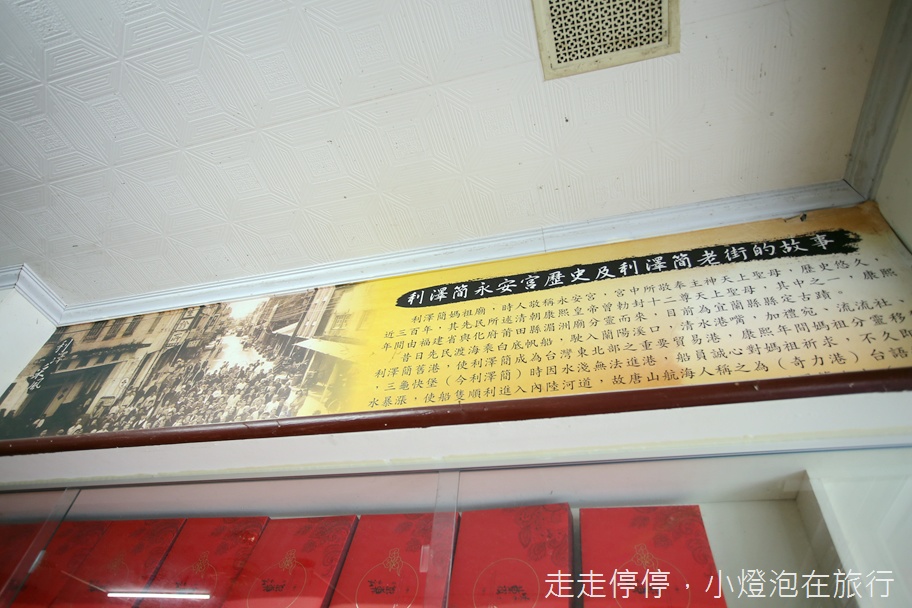 利澤簡永安宮歷史及利澤簡老街的故事
利澤簡媽祖廟，時人敬稱永安宮，宮中所敬奉主神天上聖母，歷史悠久，
近三百年，其先民所述清朝康熙皇帝曾勅封十二尊天上聖母，其中之一，康熙
年間由福建省興化府莆田縣湄洲廟分靈而來，目前為宜蘭縣縣定古蹟。
昔日先民渡海乘白底帆船，駛入蘭陽溪口，清水港嘴，加禮宛，流流社，
利澤簡舊港，使利澤簡成為台灣東北部之重要貿易港，康熙年間媽祖分靈移
，三龜快堡（今利澤簡）時因水淺無法進港，船員誠心對媽祖祈求，不久即
水暴漲，使船隻順利進入內陸河道，故唐山航海人稱之為（奇力港）台語
走走停停，小燈泡在旅行